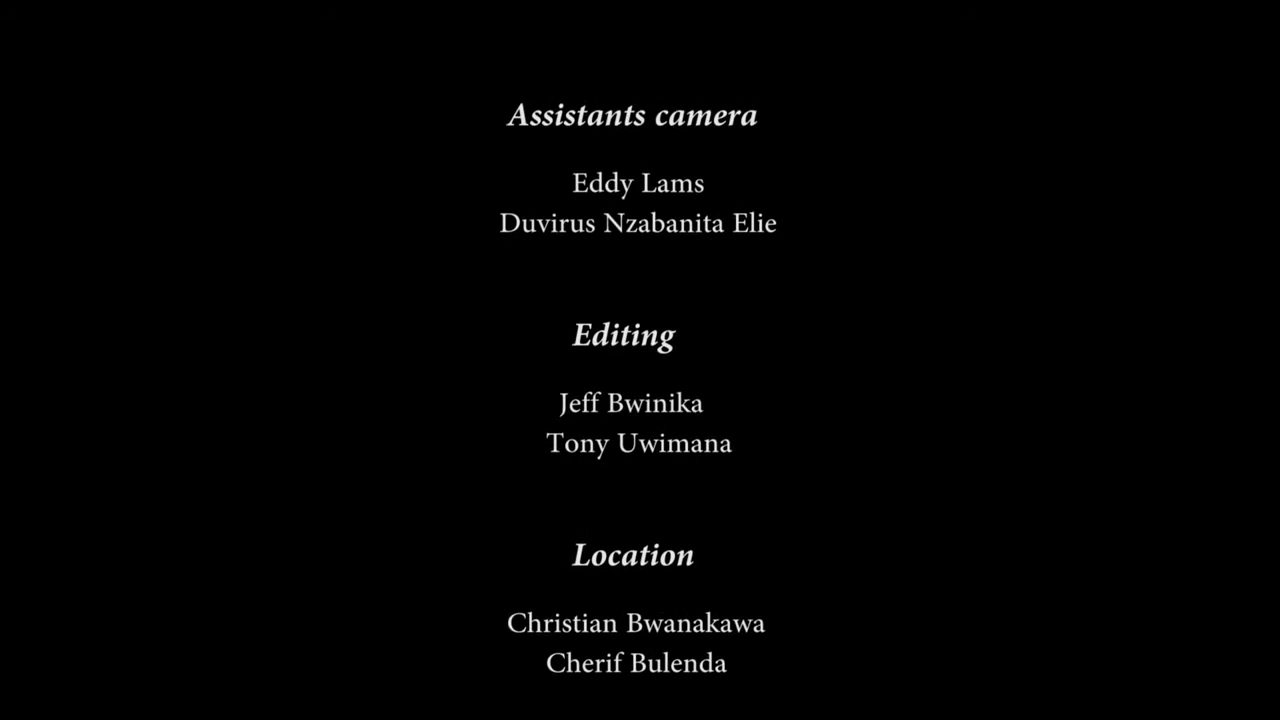 Assistants camera
Eddy Lams
Duvirus Nzabanita Elie
Editing
Jeff Bwinika
Tony Uwimana
Location
Christian Bwanakawa
Cherif Bulenda